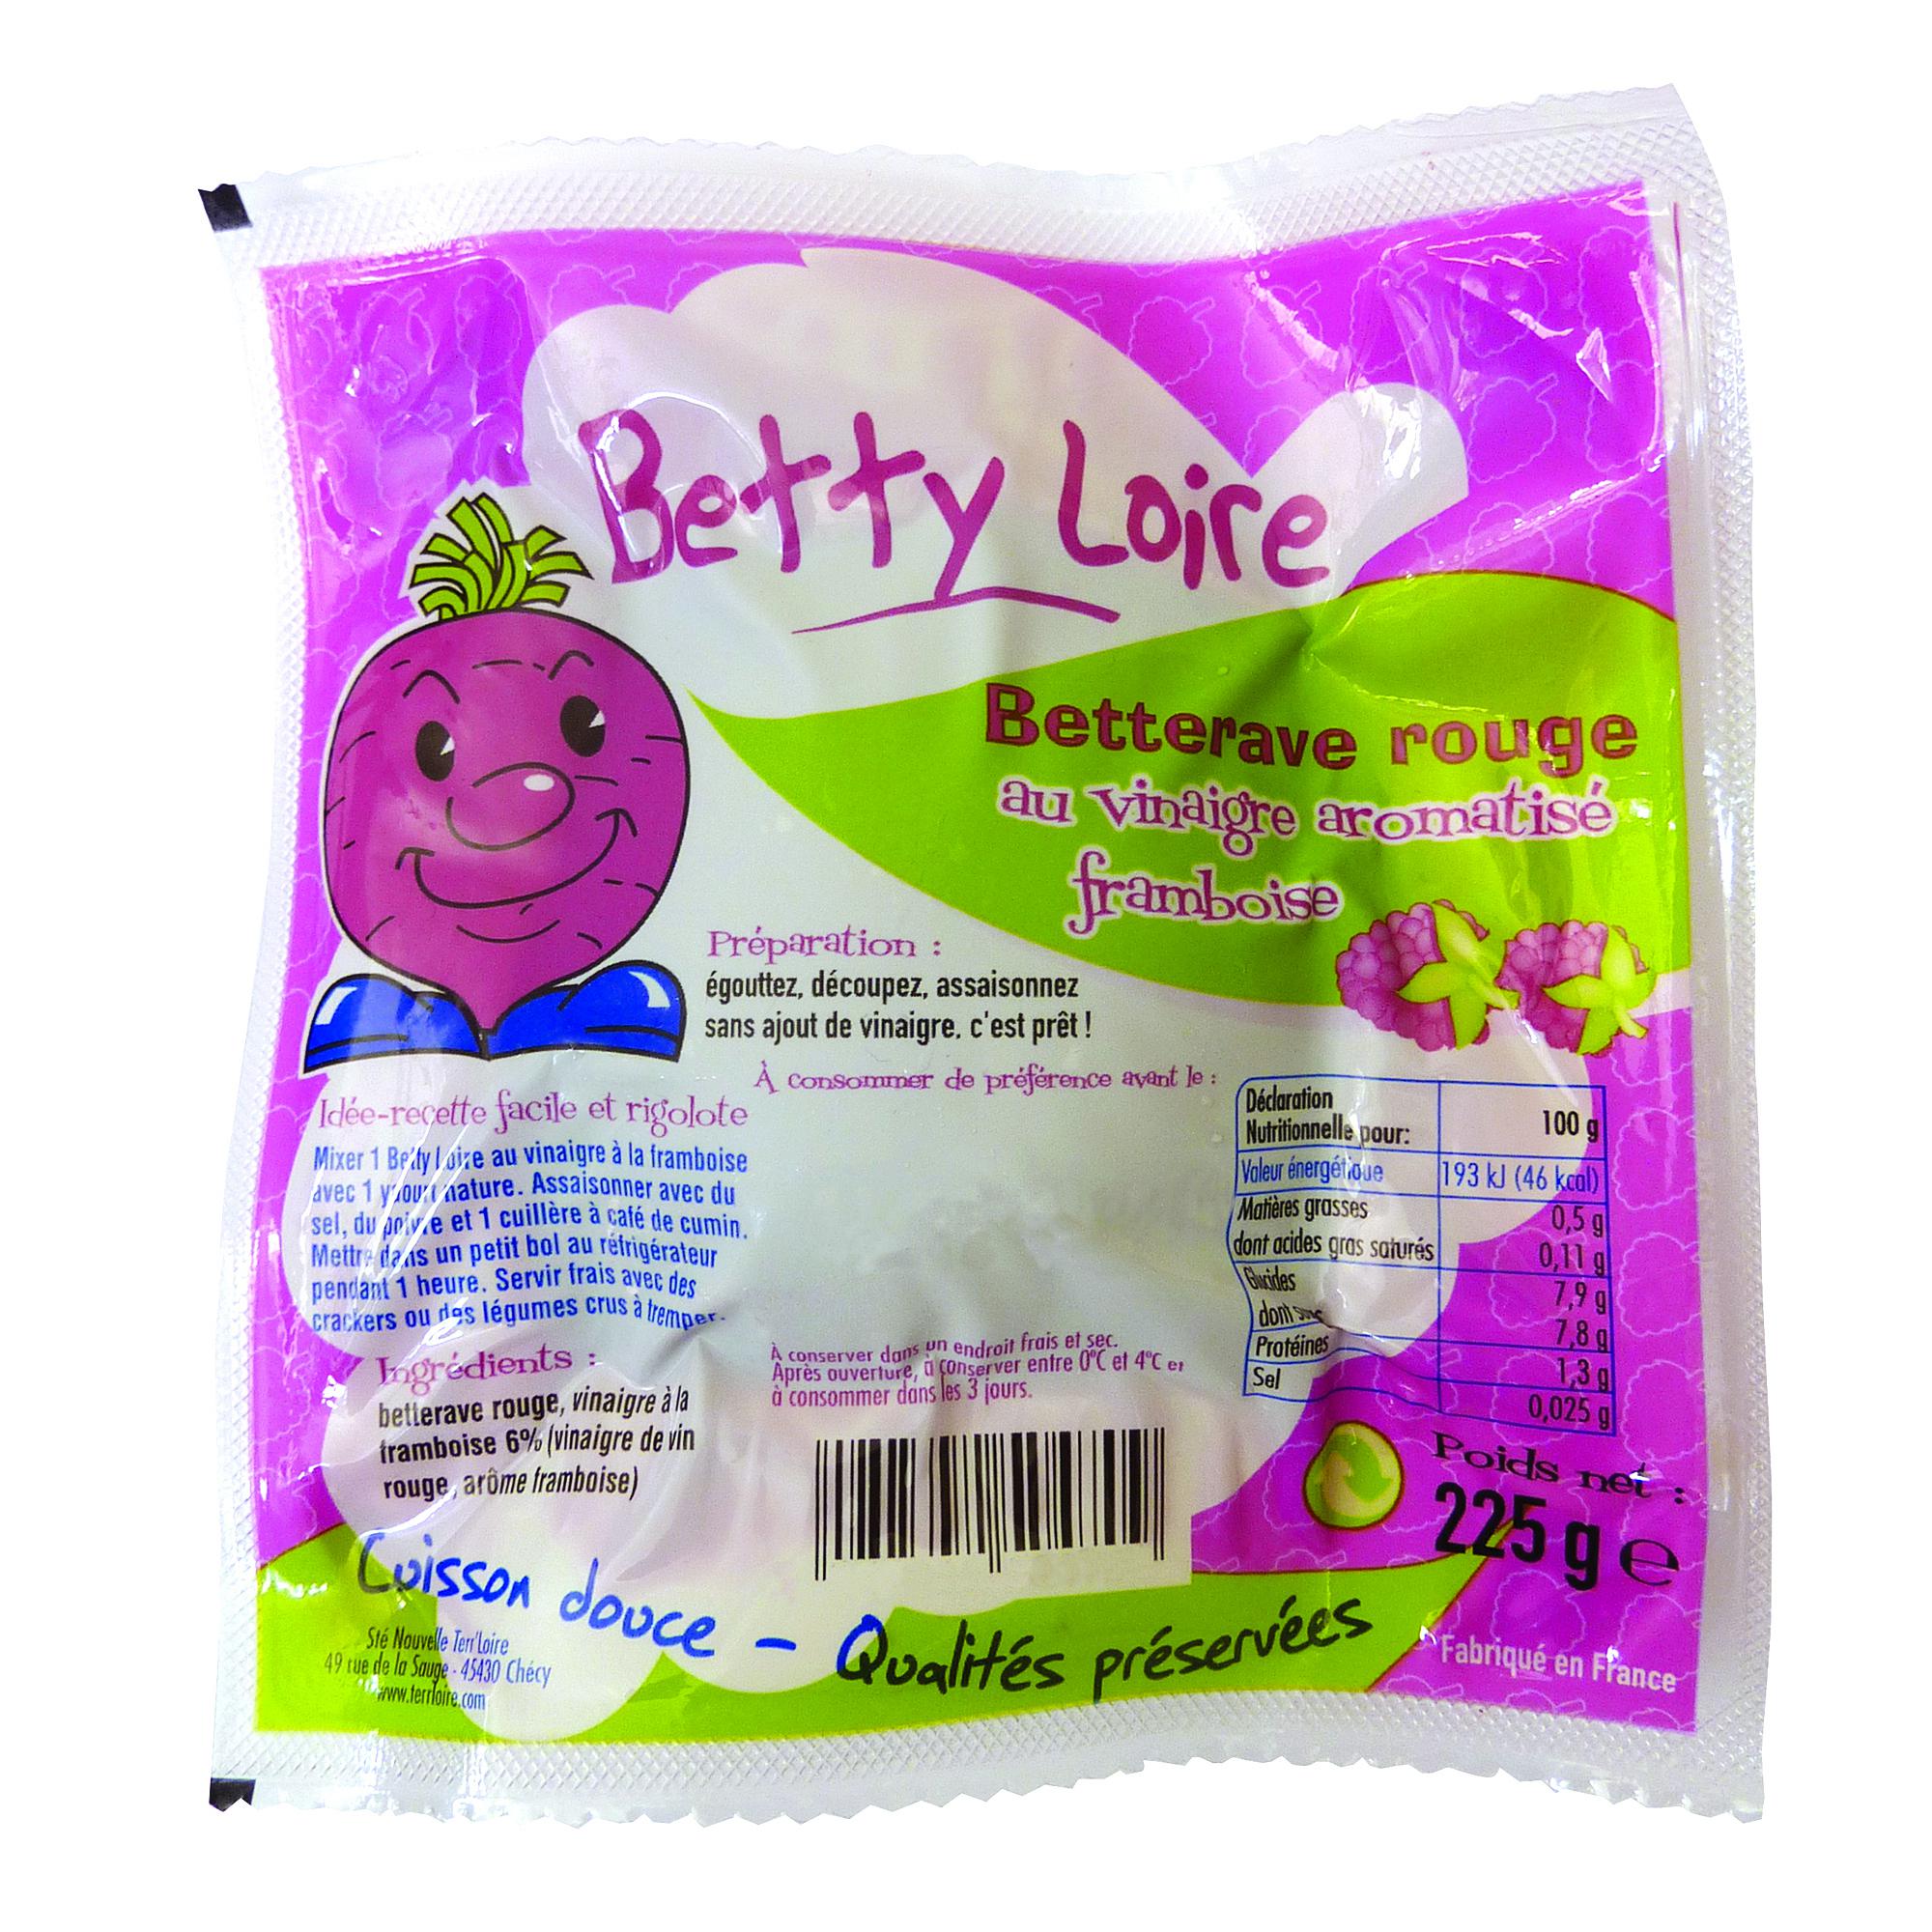 Betty Loire
Betterave rouge
au vinaigre aromatisé
framboise
Préparation :
égouttez, découpez, assaisonnez
sans ajout de vinaigre. c'est prêt !
À consommer de préférence avant le :
Idée-recette facile et rigolote
Mixer 1 Betty Loire au vinaigre à la framboise
avec 1 yaourt nature. Assaisonner avec du
sel, du poivre et 1 cuillère à café de cumin.
Mettre dans un petit bol au réfrigérateur
pendant 1 heure. Servir frais avec des
crackers ou des légumes crus à tremper.
Ingrédients :
betterave rouge, vinaigre à la
framboise 6% (vinaigre de vin
rouge, arôme framboise)
À conserver dans un endroit frais et sec.
Après ouverture, à conserver entre 0°C et 4°C et
à consommer dans les 3 jours.
Déclaration
Nutritionnelle pour: 100 g
Valeur énergétique 193 kJ (46 kcal)
Matières grasses 0,5 g
dont acides gras saturés 0,11 g
Glucides 7,9 g
dont sucres 7,8 g
Protéines 1,3 g
Sel 0,025 g
Poids net :
225 g e
Cuisson douce - Qualités préservées
Sté Nouvelle Terr'Loire
49 rue de la Sauge - 45430 Chécy
www.terrloire.com
Fabriqué en France